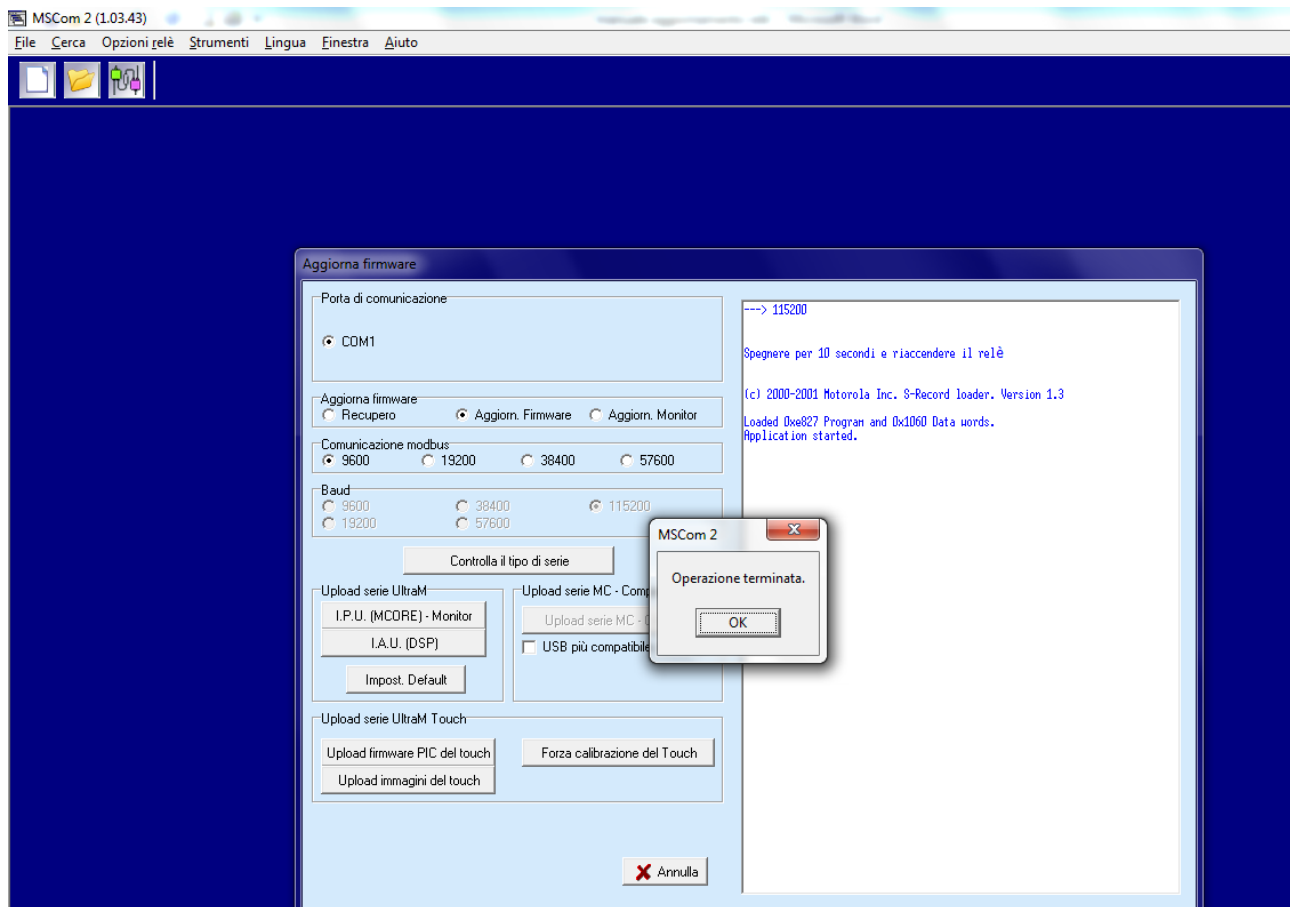 MSCom 2 (1.03.43)
File Cerca Opzioni relè Strumenti Lingua Finestra Aiuto
Aggiorna firmware
Porta di comunicazione
COM1
Aggiorna firmware
Recupero Aggiorn. Firmware Aggiorn. Monitor
Comunicazione modbus
9600 19200 38400 57600
Baud
9600 38400 115200
19200 57600
Controlla il tipo di serie
Upload serie UltraM
I.P.U. (MCORE) - Monitor
I.A.U. (DSP)
Impost. Default
Upload serie MC - Comp
Upload serie MC -
USB più compatibile
Upload serie UltraM Touch
Upload firmware PIC del touch Forza calibrazione del Touch
Upload immagini del touch
Annulla
---> 115200
Spegnere per 10 secondi e riaccendere il relè
(c) 2000-2001 Motorola Inc. S-Record loader. Version 1.3
Loaded 0xe827 Program and 0x1060 Data words.
Application started.
MSCom 2
Operazione terminata.
OK